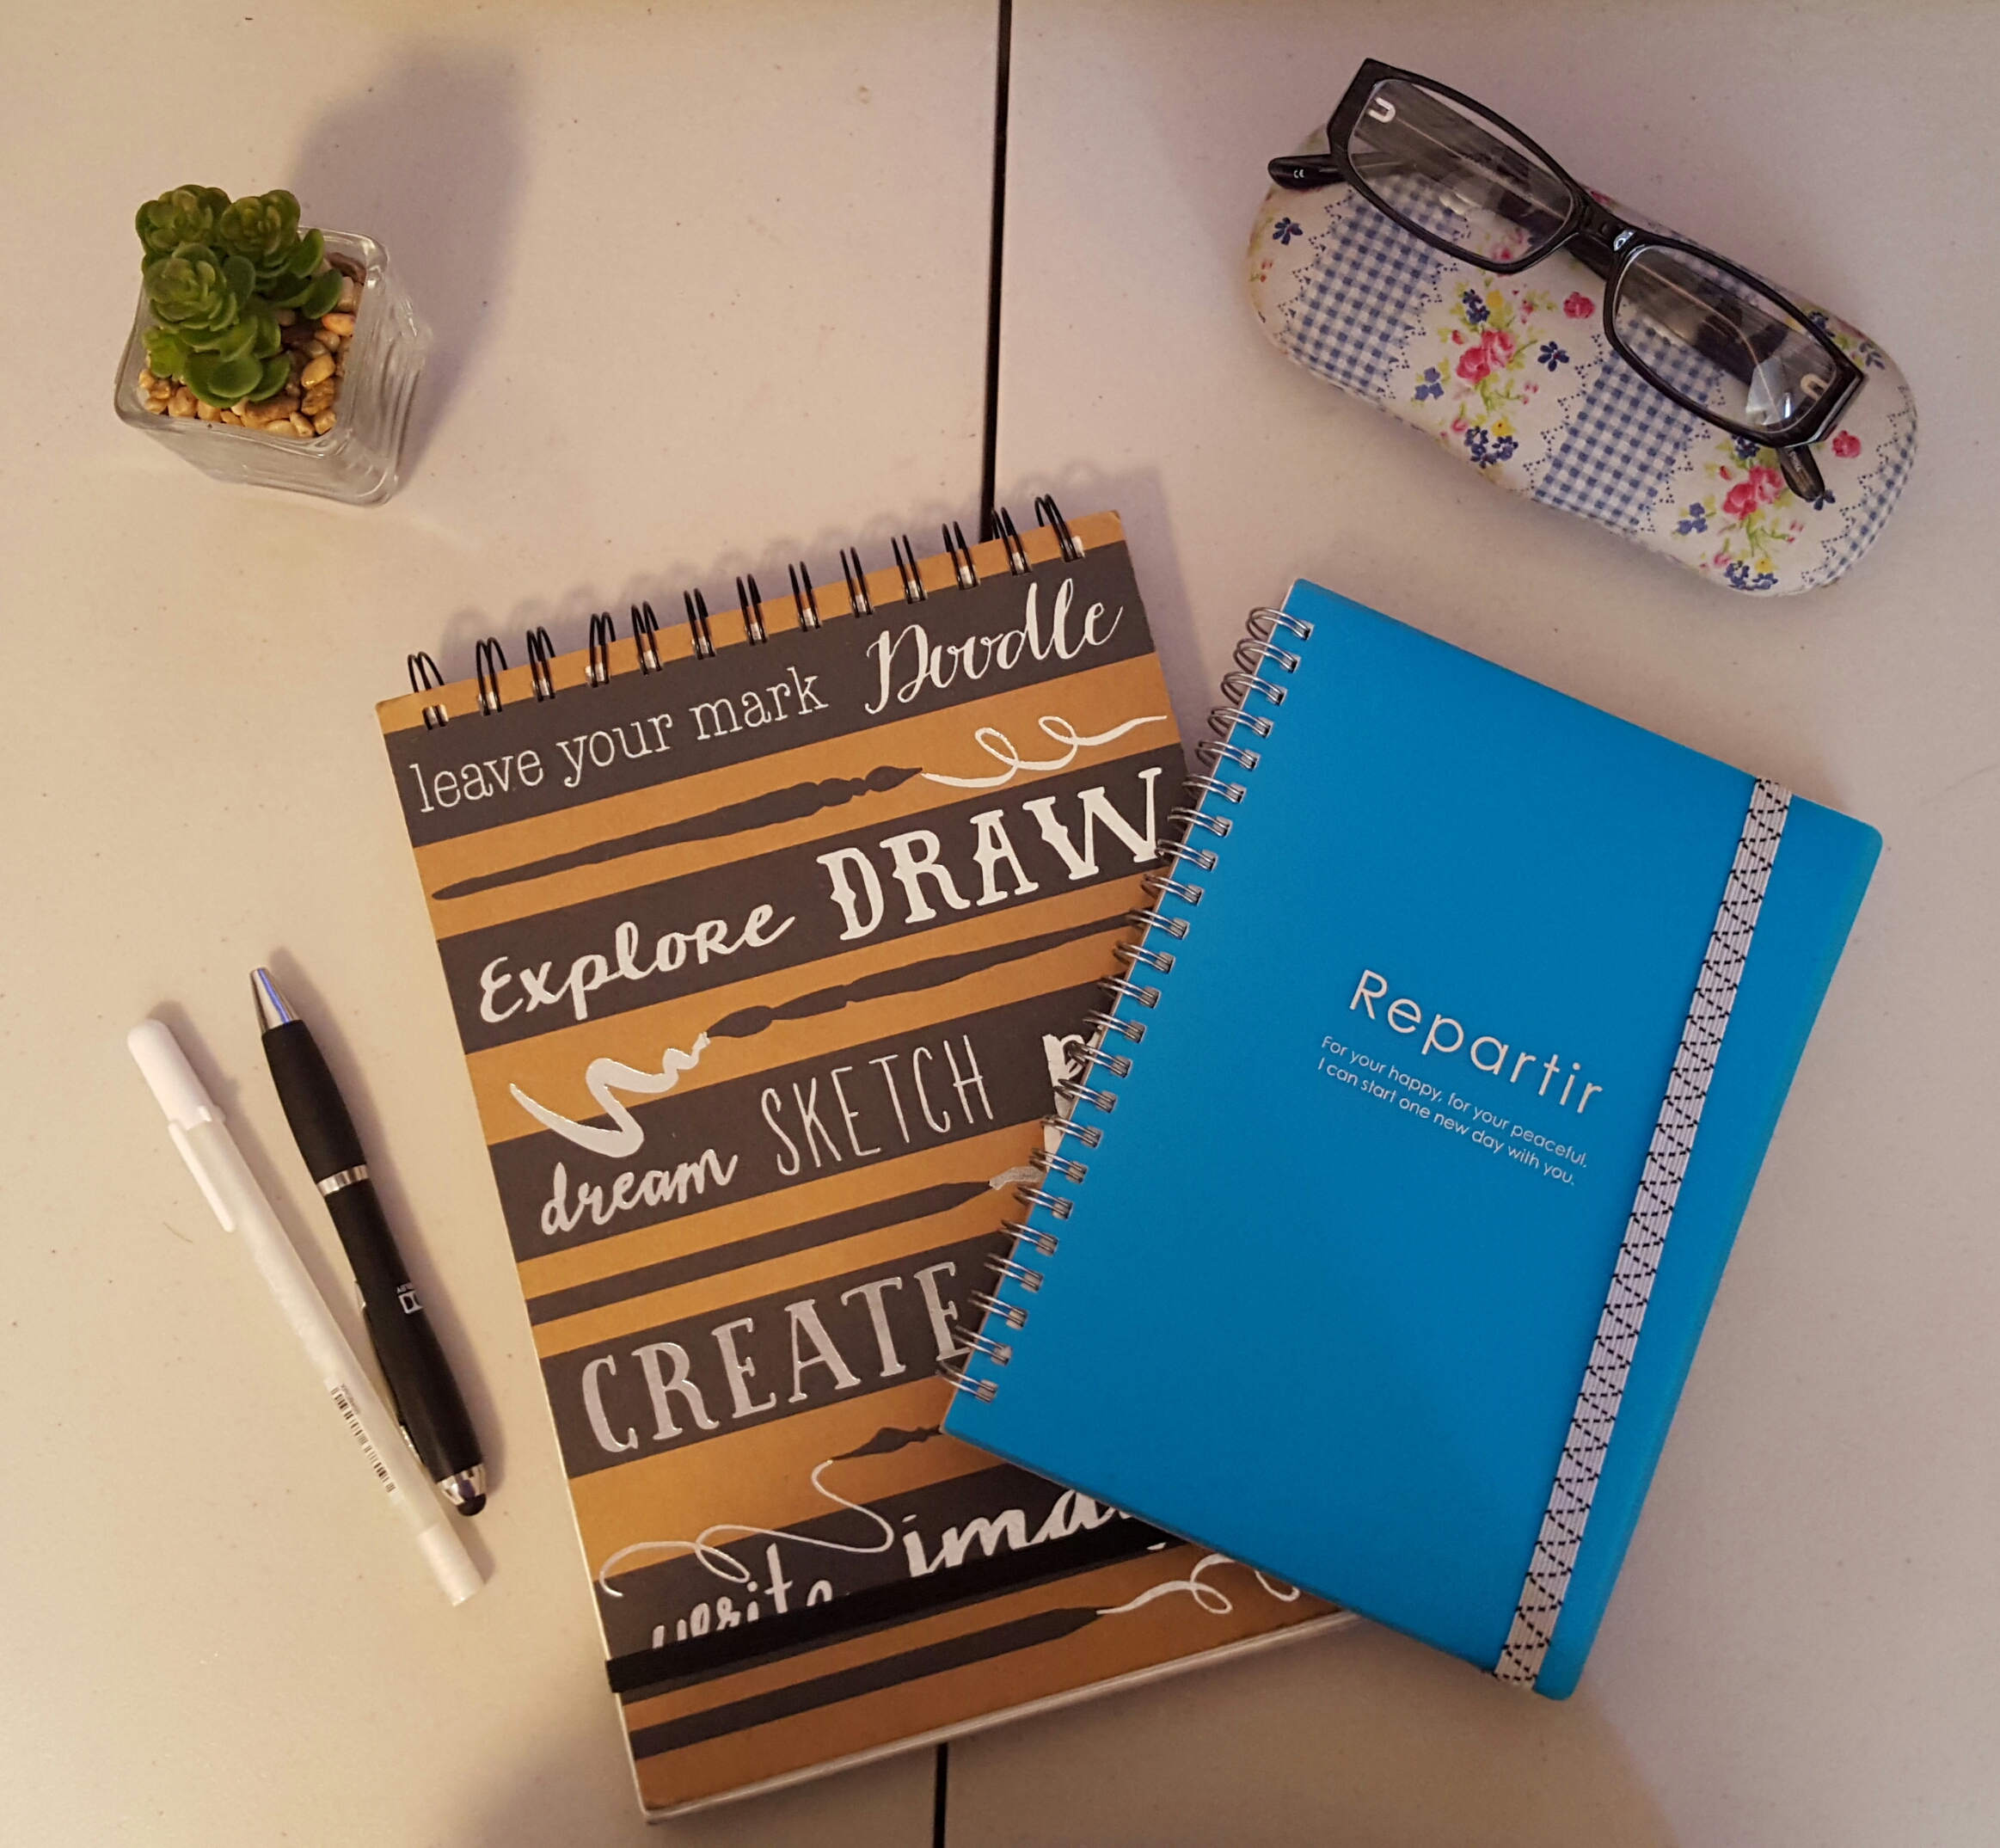 leave your mark Doodle
Explore DRAW
dream SKETCH
CREATE
write
Repartir
For your happy, for your peaceful,
I can start one new day with you.